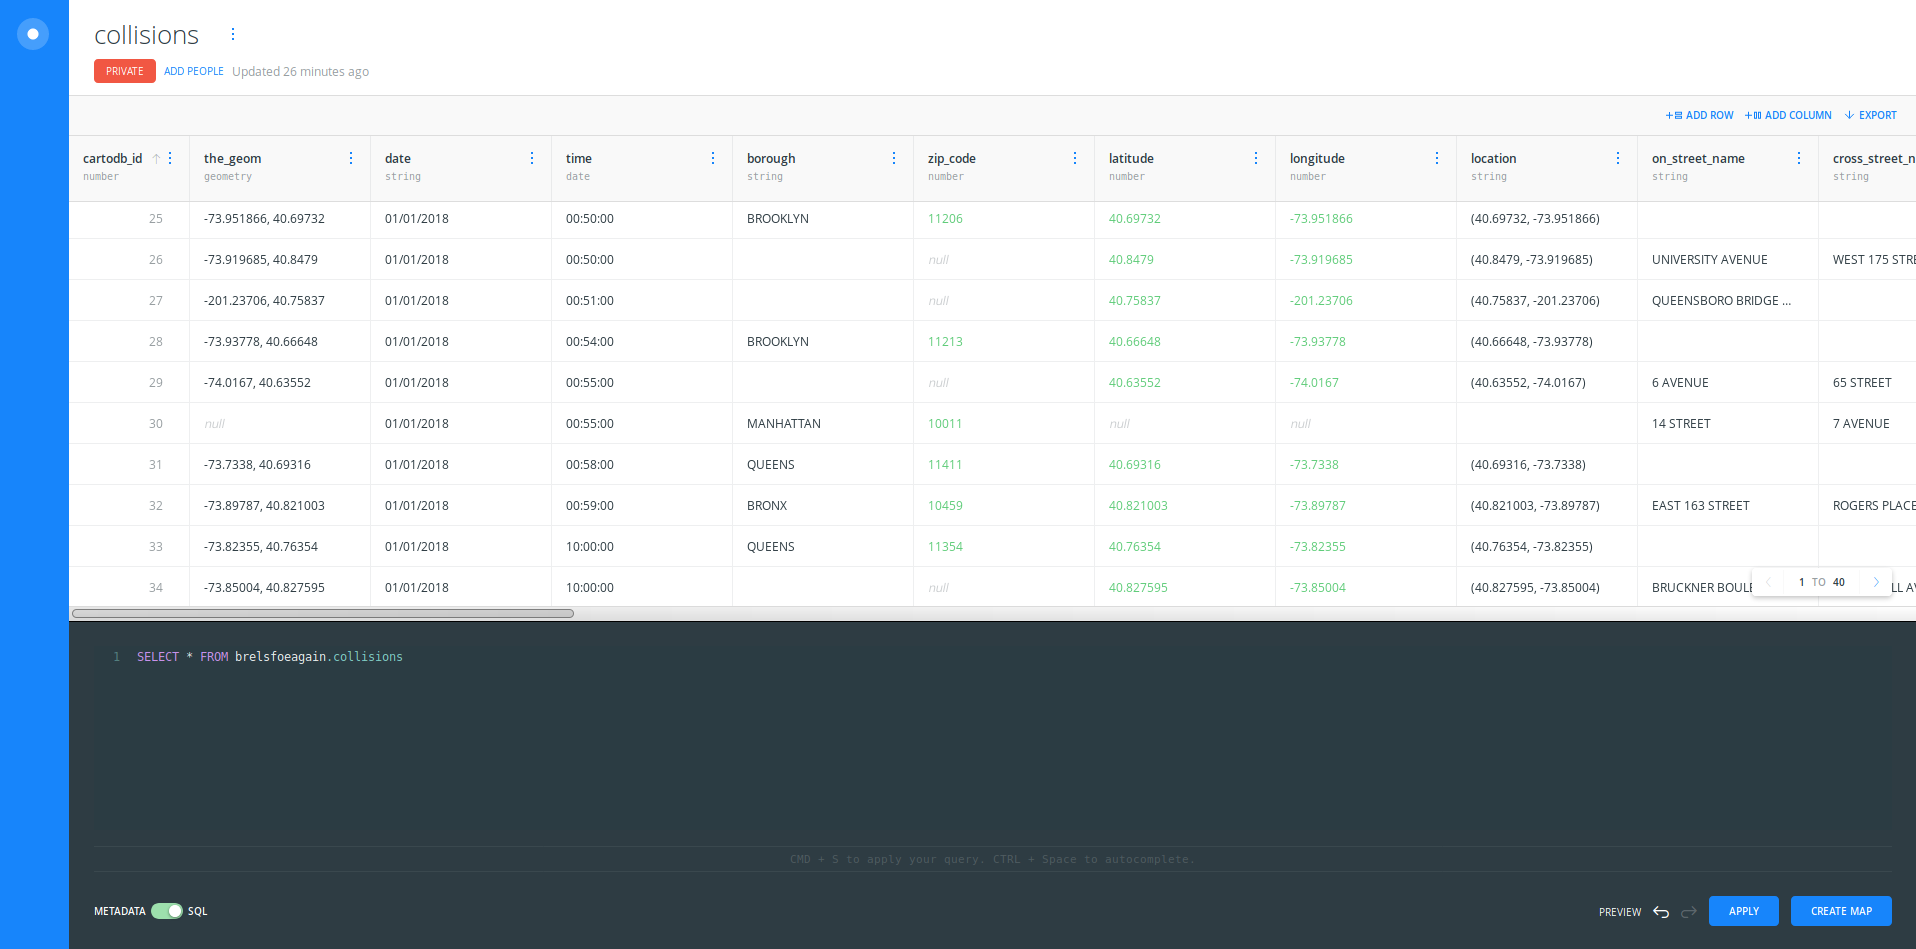 collisions
PRIVATE ADD PEOPLE Updated 26 minutes ago
ADD ROW ADD COLUMN EXPORT
cartodb_id the_geom date time borough zip_code latitude longitude location on_street_name cross_street_n
number geometry string date string number number number string string string
25 -73.951866, 40.69732 01/01/2018 00:50:00 BROOKLYN 11206 40.69732 -73.951866 (40.69732, -73.951866)
26 -73.919685, 40.8479 01/01/2018 00:50:00 null 40.8479 -73.919685 (40.8479, -73.919685) UNIVERSITY AVENUE WEST 175 STRE
27 -201.23706, 40.75837 01/01/2018 00:51:00 null 40.75837 -201.23706 (40.75837, -201.23706) QUEENSBORO BRIDGE ...
28 -73.93778, 40.66648 01/01/2018 00:54:00 BROOKLYN 11213 40.66648 -73.93778 (40.66648, -73.93778)
29 -74.0167, 40.63552 01/01/2018 00:55:00 null 40.63552 -74.0167 (40.63552, -74.0167) 6 AVENUE 65 STREET
30 null 01/01/2018 00:55:00 MANHATTAN 10011 null null 14 STREET 7 AVENUE
31 -73.7338, 40.69316 01/01/2018 00:58:00 QUEENS 11411 40.69316 -73.7338 (40.69316, -73.7338)
32 -73.89787, 40.821003 01/01/2018 00:59:00 BRONX 10459 40.821003 -73.89787 (40.821003, -73.89787) EAST 163 STREET ROGERS PLACE
33 -73.82355, 40.76354 01/01/2018 10:00:00 QUEENS 11354 40.76354 -73.82355 (40.76354, -73.82355)
34 -73.85004, 40.827595 01/01/2018 10:00:00 null 40.827595 -73.85004 (40.827595, -73.85004) BRUCKNER BOULE LL AV
1 TO 40
1 SELECT * FROM brelsfoeagain.collisions
CMD + S to apply your query. CTRL + Space to autocomplete.
METADATA SQL PREVIEW APPLY CREATE MAP